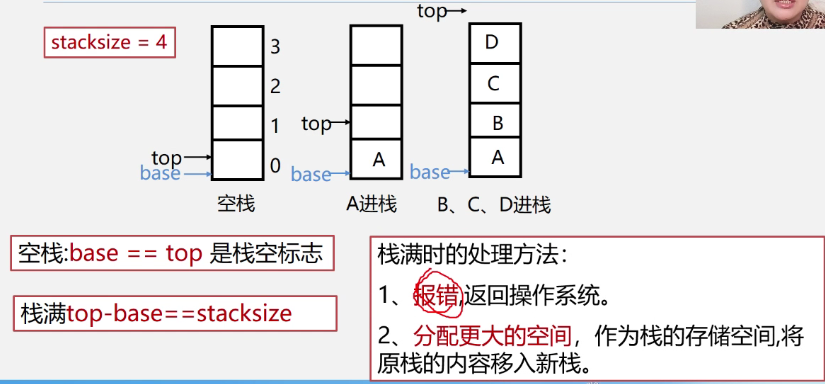 top
stacksize = 4
3
D
2
C
top
1
B
top
base
0
base
A
base
A
空栈
A进栈
B、C、D进栈
空栈:base == top 是栈空标志
栈满top-base==stacksize
栈满时的处理方法：
1、报错,返回操作系统。
2、分配更大的空间，作为栈的存储空间,将
原栈的内容移入新栈。